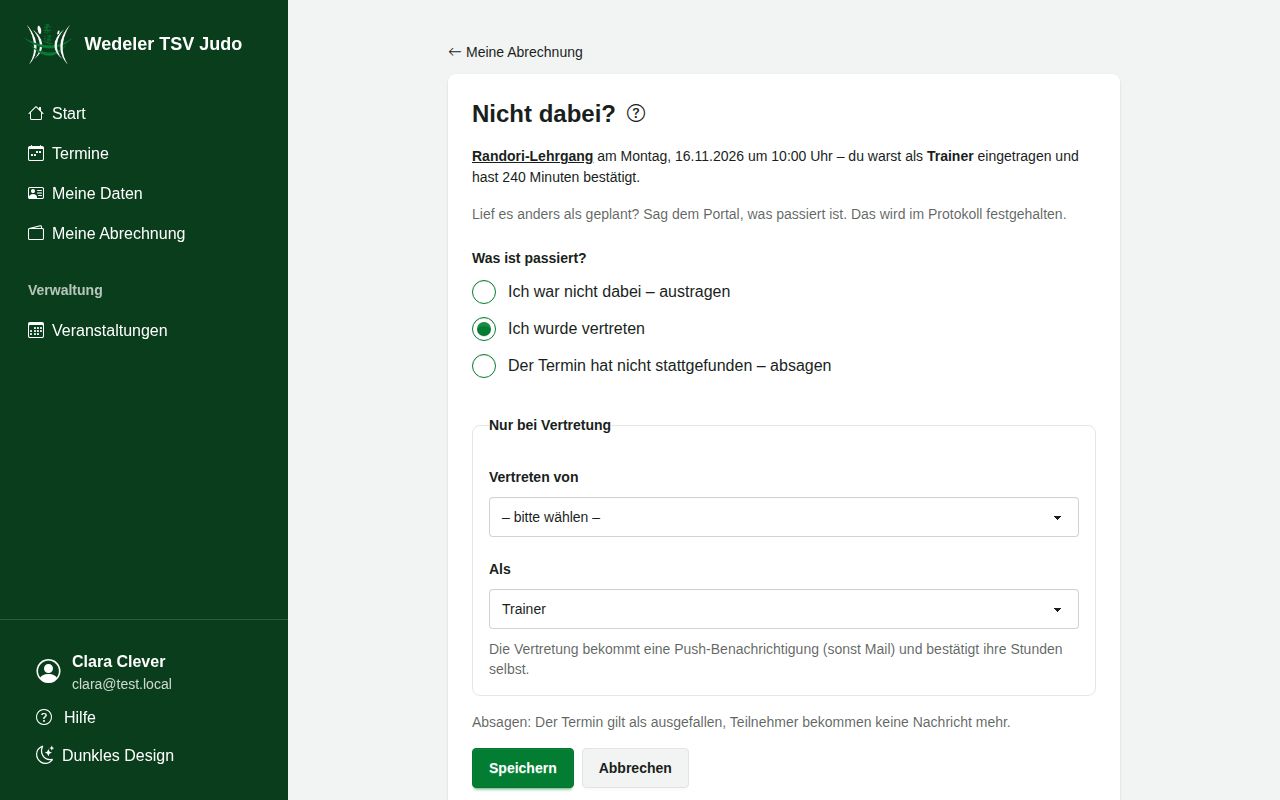 Wedeler TSV Judo
Start
Termine
Meine Daten
Meine Abrechnung
Verwaltung
Veranstaltungen
Clara Clever
clara@test.local
Hilfe
Dunkles Design
← Meine Abrechnung
Nicht dabei?
Randori-Lehrgang am Montag, 16.11.2026 um 10:00 Uhr – du warst als Trainer eingetragen und
hast 240 Minuten bestätigt.
Lief es anders als geplant? Sag dem Portal, was passiert ist. Das wird im Protokoll festgehalten.
Was ist passiert?
Ich war nicht dabei – austragen
Ich wurde vertreten
Der Termin hat nicht stattgefunden – absagen
Nur bei Vertretung
Vertreten von
– bitte wählen –
Als
Trainer
Die Vertretung bekommt eine Push-Benachrichtigung (sonst Mail) und bestätigt ihre Stunden
selbst.
Absagen: Der Termin gilt als ausgefallen, Teilnehmer bekommen keine Nachricht mehr.
Speichern
Abbrechen